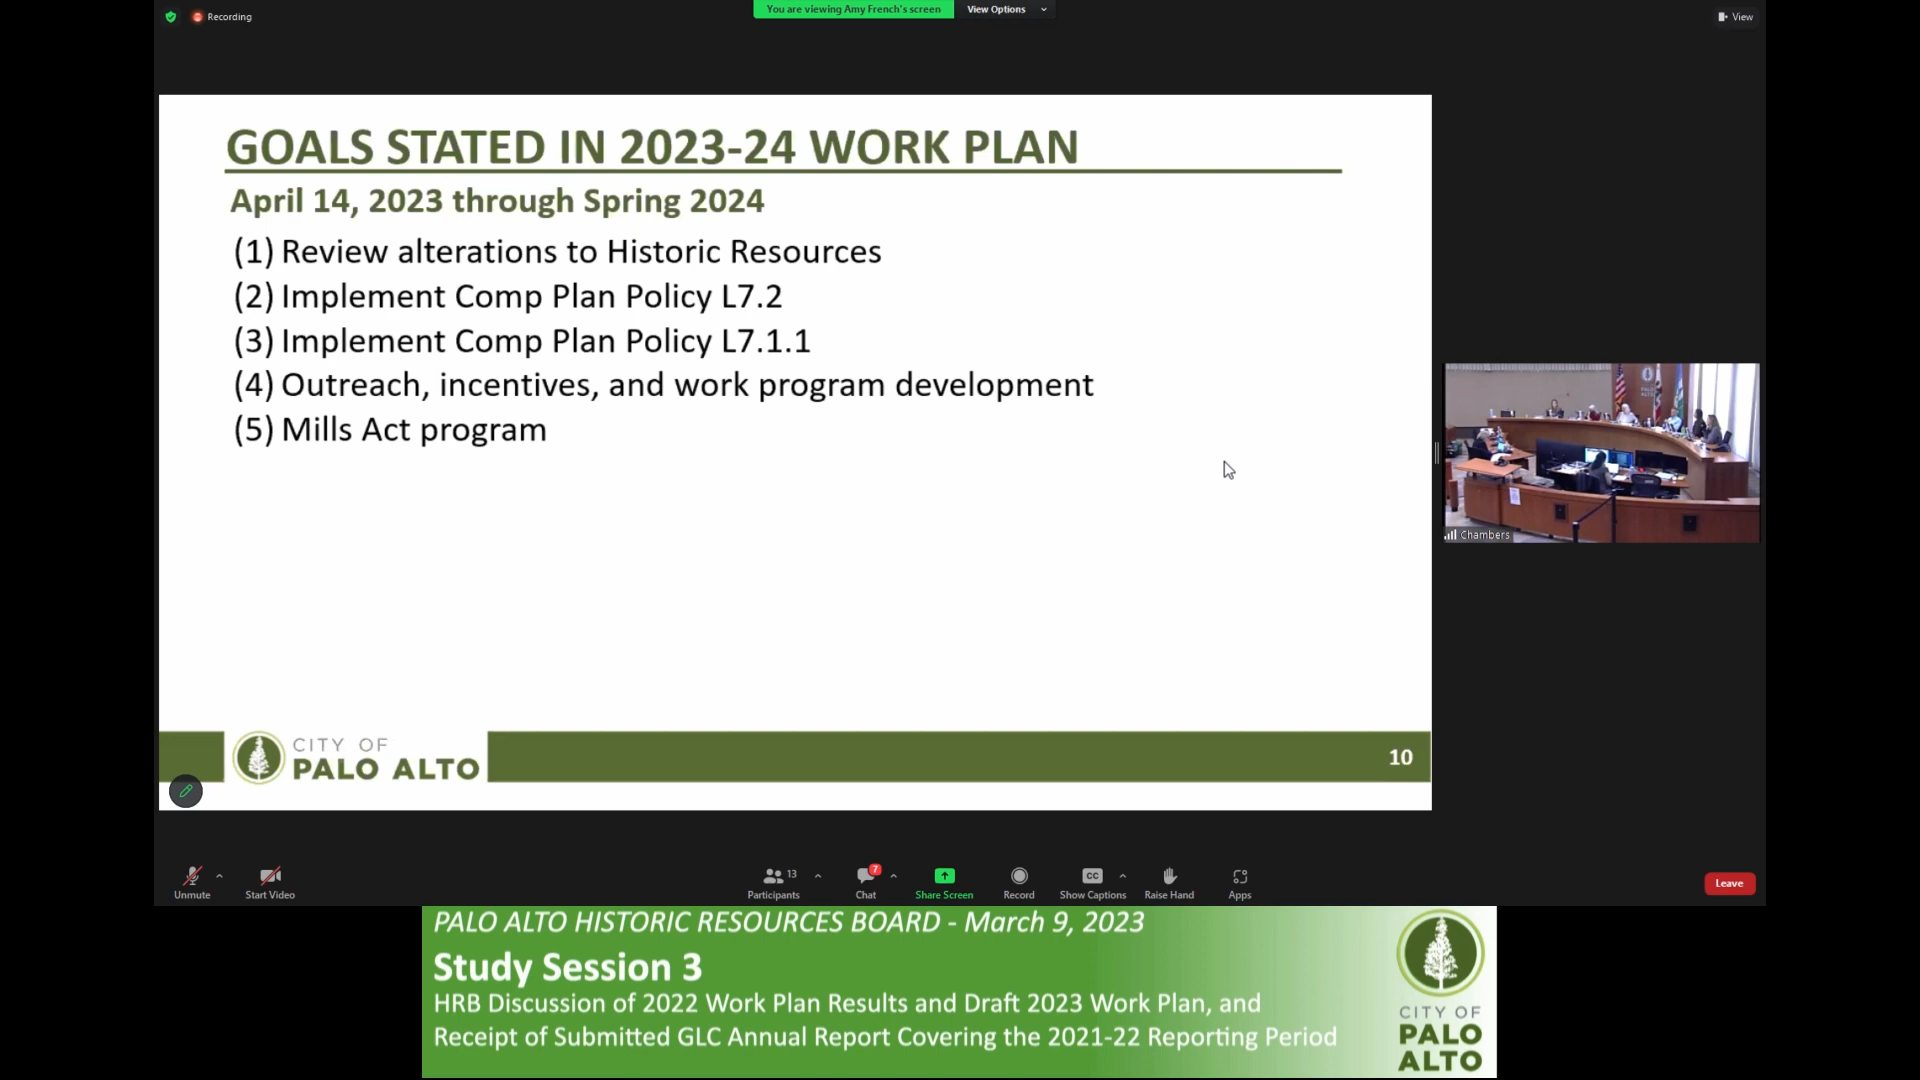 Recording
You are viewing Amy French's screen
View Options
View
GOALS STATED IN 2023-24 WORK PLAN
April 14, 2023 through Spring 2024
(1) Review alterations to Historic Resources
(2) Implement Comp Plan Policy L7.2
(3) Implement Comp Plan Policy L7.1.1
(4) Outreach, incentives, and work program development
(5) Mills Act program
Chambers
CITY OF
PALO ALTO
10
Unmute
Start Video
13
Participants
7
Chat
Share Screen
Record
CC
Show Captions
Raise Hand
Apps
Leave
PALO ALTO HISTORIC RESOURCES BOARD - March 9, 2023
Study Session 3
HRB Discussion of 2022 Work Plan Results and Draft 2023 Work Plan, and
Receipt of Submitted GLC Annual Report Covering the 2021-22 Reporting Period
CITY OF
PALO
ALTO